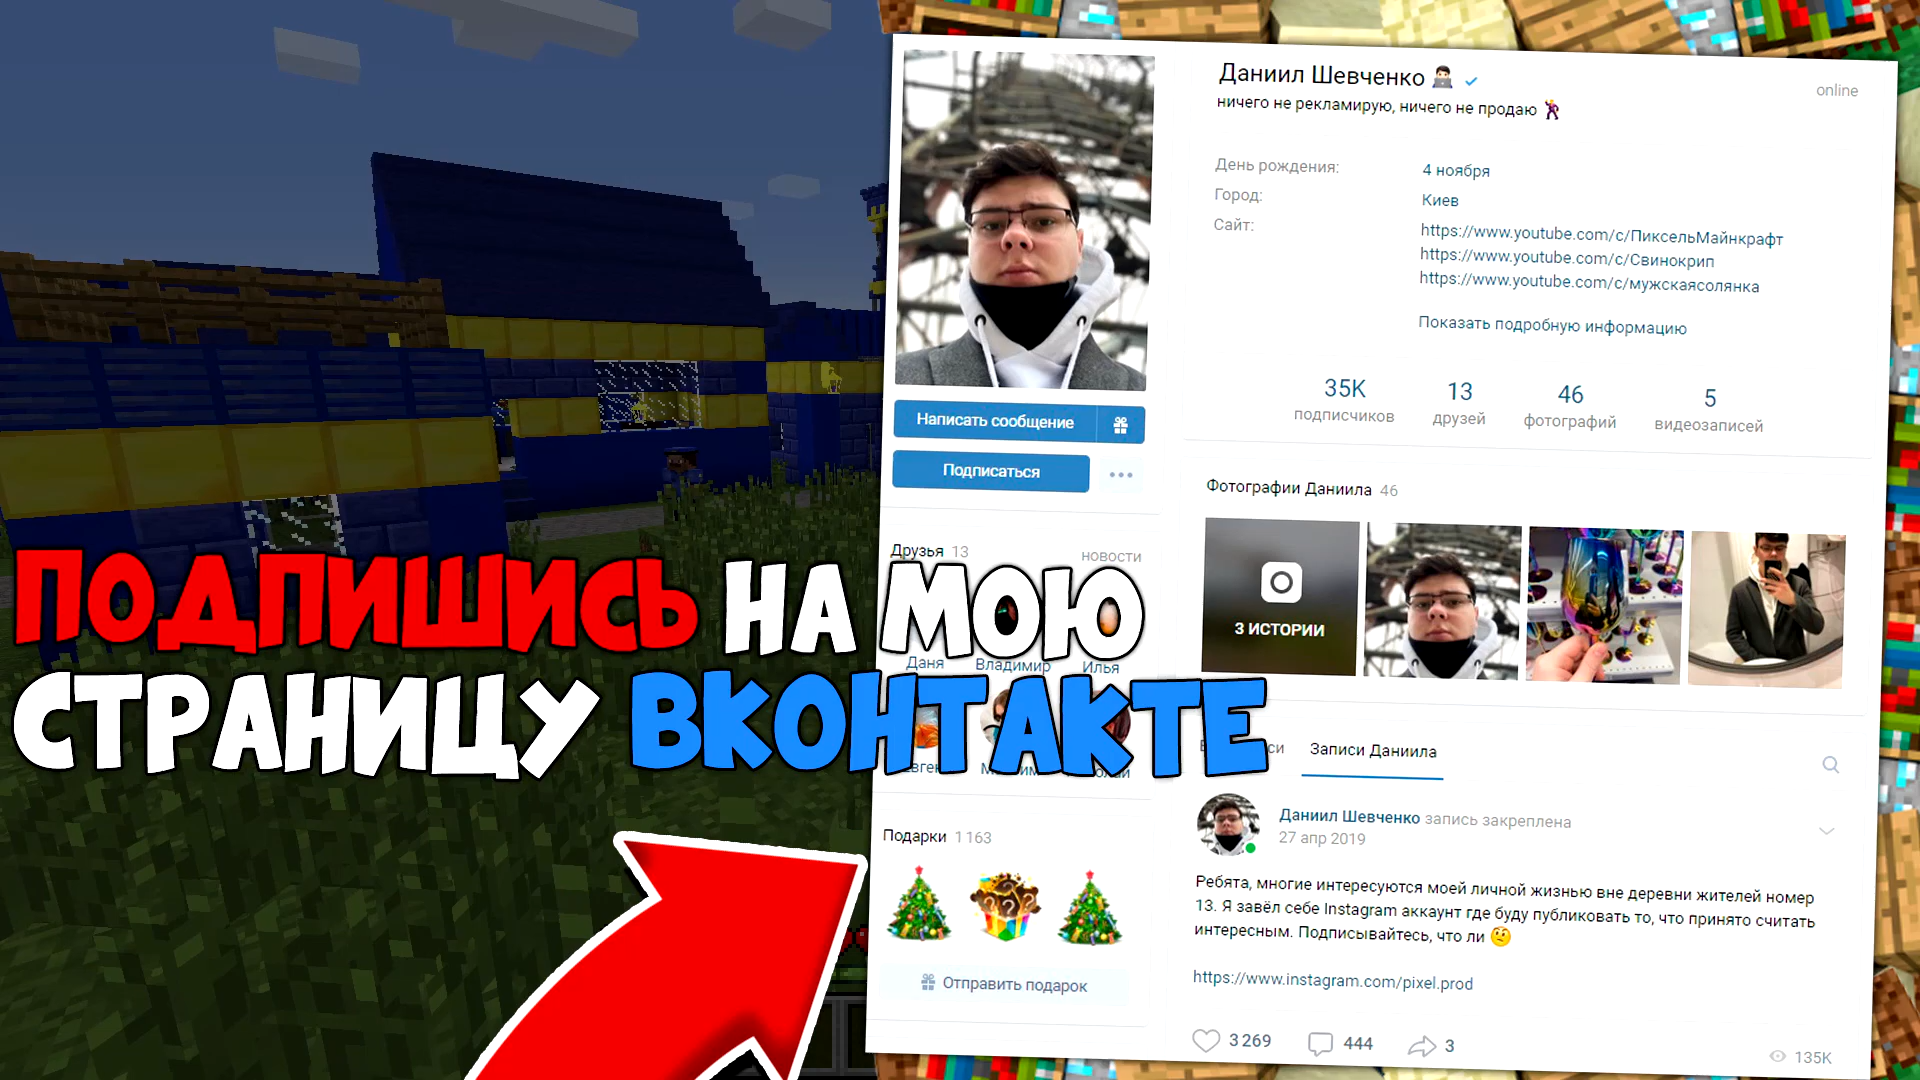 ПОДПИШИСЬ НА МОЮ
СТРАНИЦУ ВКОНТАКТЕ
Даниил Шевченко
online
ничего не рекламирую, ничего не продаю
День рождения: 4 ноября
Город: Киев
Сайт: https://www.youtube.com/c/ПиксельМайнкрафт
https://www.youtube.com/c/Свинокрип
https://www.youtube.com/c/мужскаясолянка
Показать подробную информацию
35K 13 46 5
подписчиков друзей фотографий видеозаписей
Написать сообщение
Подписаться
Друзья 13 новости
Даня Владимир Илья
Подарки 1 163
Отправить подарок
Фотографии Даниила 46
3 ИСТОРИИ
Записи Даниила
Даниил Шевченко запись закреплена
27 апр 2019
Ребята, многие интересуются моей личной жизнью вне деревни жителей номер
13. Я завёл себе Instagram аккаунт где буду публиковать то, что принято считать
интересным. Подписывайтесь, что ли
https://www.instagram.com/pixel.prod
3 269 444 3
135K